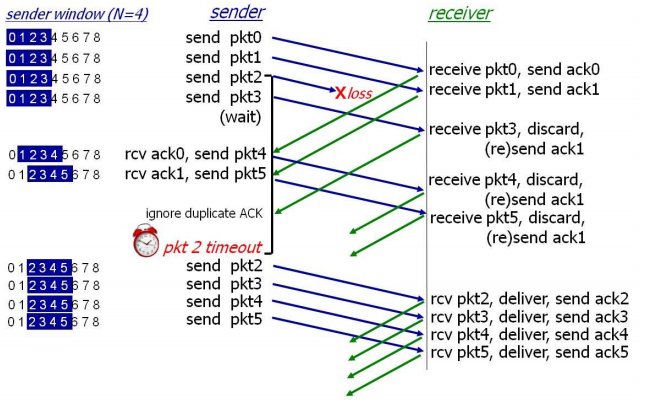 sender window (N=4) sender receiver
0 1 2 3 4 5 6 7 8 send pkt0
0 1 2 3 4 5 6 7 8 send pkt1
0 1 2 3 4 5 6 7 8 send pkt2
0 1 2 3 4 5 6 7 8 send pkt3
(wait)
X loss
receive pkt0, send ack0
receive pkt1, send ack1
receive pkt3, discard,
(re)send ack1
0 1 2 3 4 5 6 7 8 rcv ack0, send pkt4
0 1 2 3 4 5 6 7 8 rcv ack1, send pkt5
receive pkt4, discard,
(re)send ack1
receive pkt5, discard,
(re)send ack1
ignore duplicate ACK
pkt 2 timeout
0 1 2 3 4 5 6 7 8 send pkt2
0 1 2 3 4 5 6 7 8 send pkt3
0 1 2 3 4 5 6 7 8 send pkt4
0 1 2 3 4 5 6 7 8 send pkt5
rcv pkt2, deliver, send ack2
rcv pkt3, deliver, send ack3
rcv pkt4, deliver, send ack4
rcv pkt5, deliver, send ack5